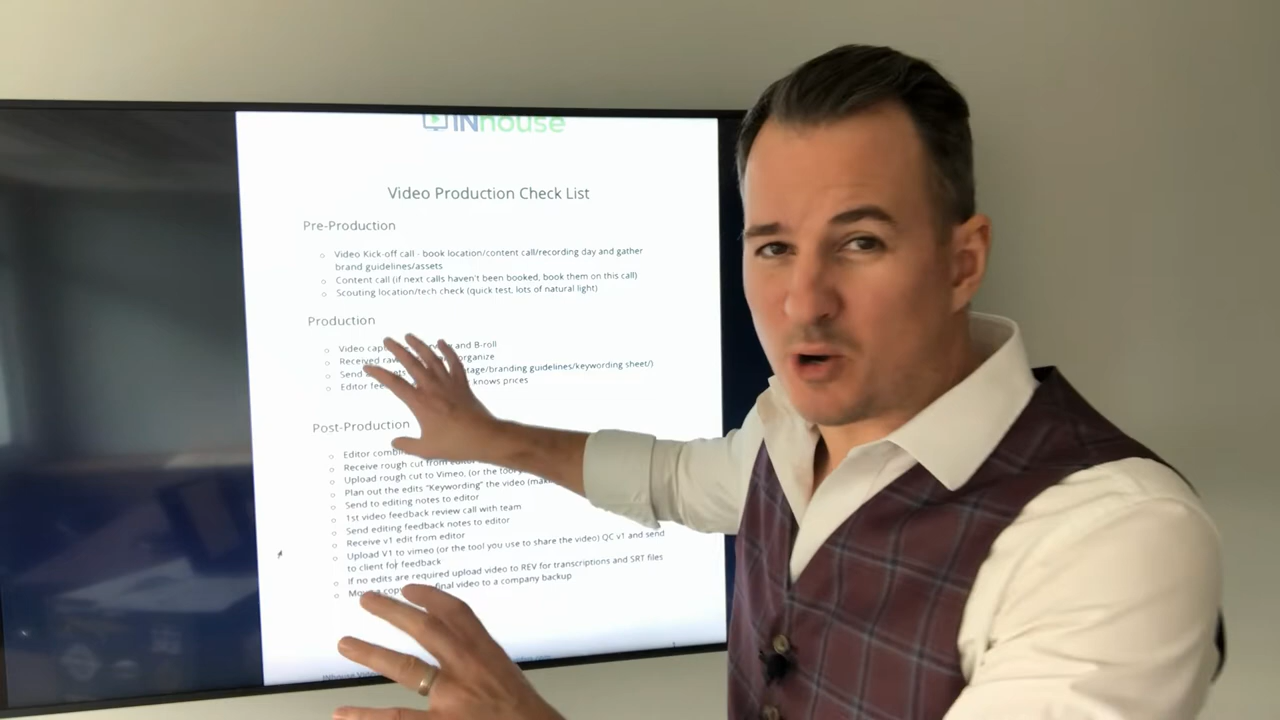 INhouse
Video Production Check List
Pre-Production
Video Kick-off call - book location/content call/recording day and gather
brand guidelines/assets
Content call (if next calls haven't been booked, book them on this call)
Scouting location/tech check (quick test, lots of natural light)
Production
Video and B-roll
Received organize
Send guidelines/keywording sheet/)
Editor knows prices
Post-Production
Editor
Receive rough cut from editor
Upload rough cut to Vimeo, (or the tool
Plan out the edits "Keywording" the video
Send to editing notes to editor
1st video feedback review call with team
Send editing feedback notes to editor
Receive v1 edit from editor
Upload V1 to vimeo (or the tool you use to share the video) QC v1 and send
to client for feedback
If no edits are required upload video to REV for transcriptions and SRT files
final video to a company backup